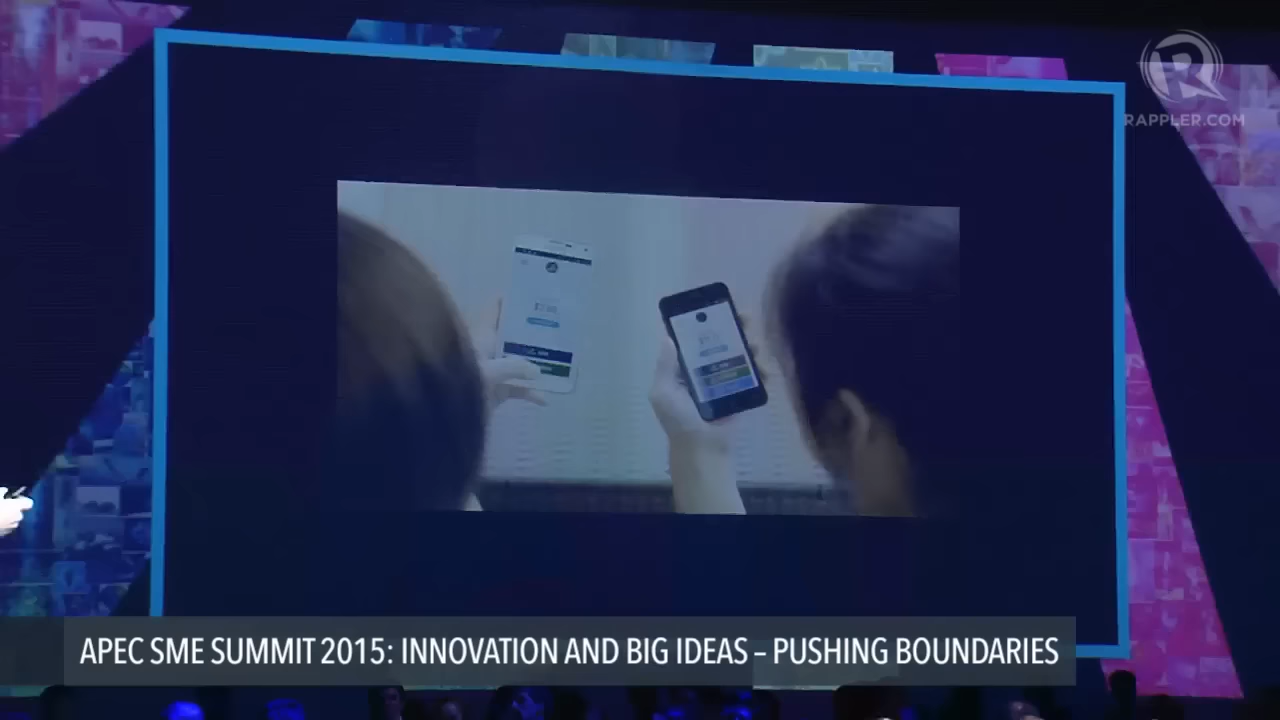 RAPPLER.COM
APEC SME SUMMIT 2015: INNOVATION AND BIG IDEAS – PUSHING BOUNDARIES